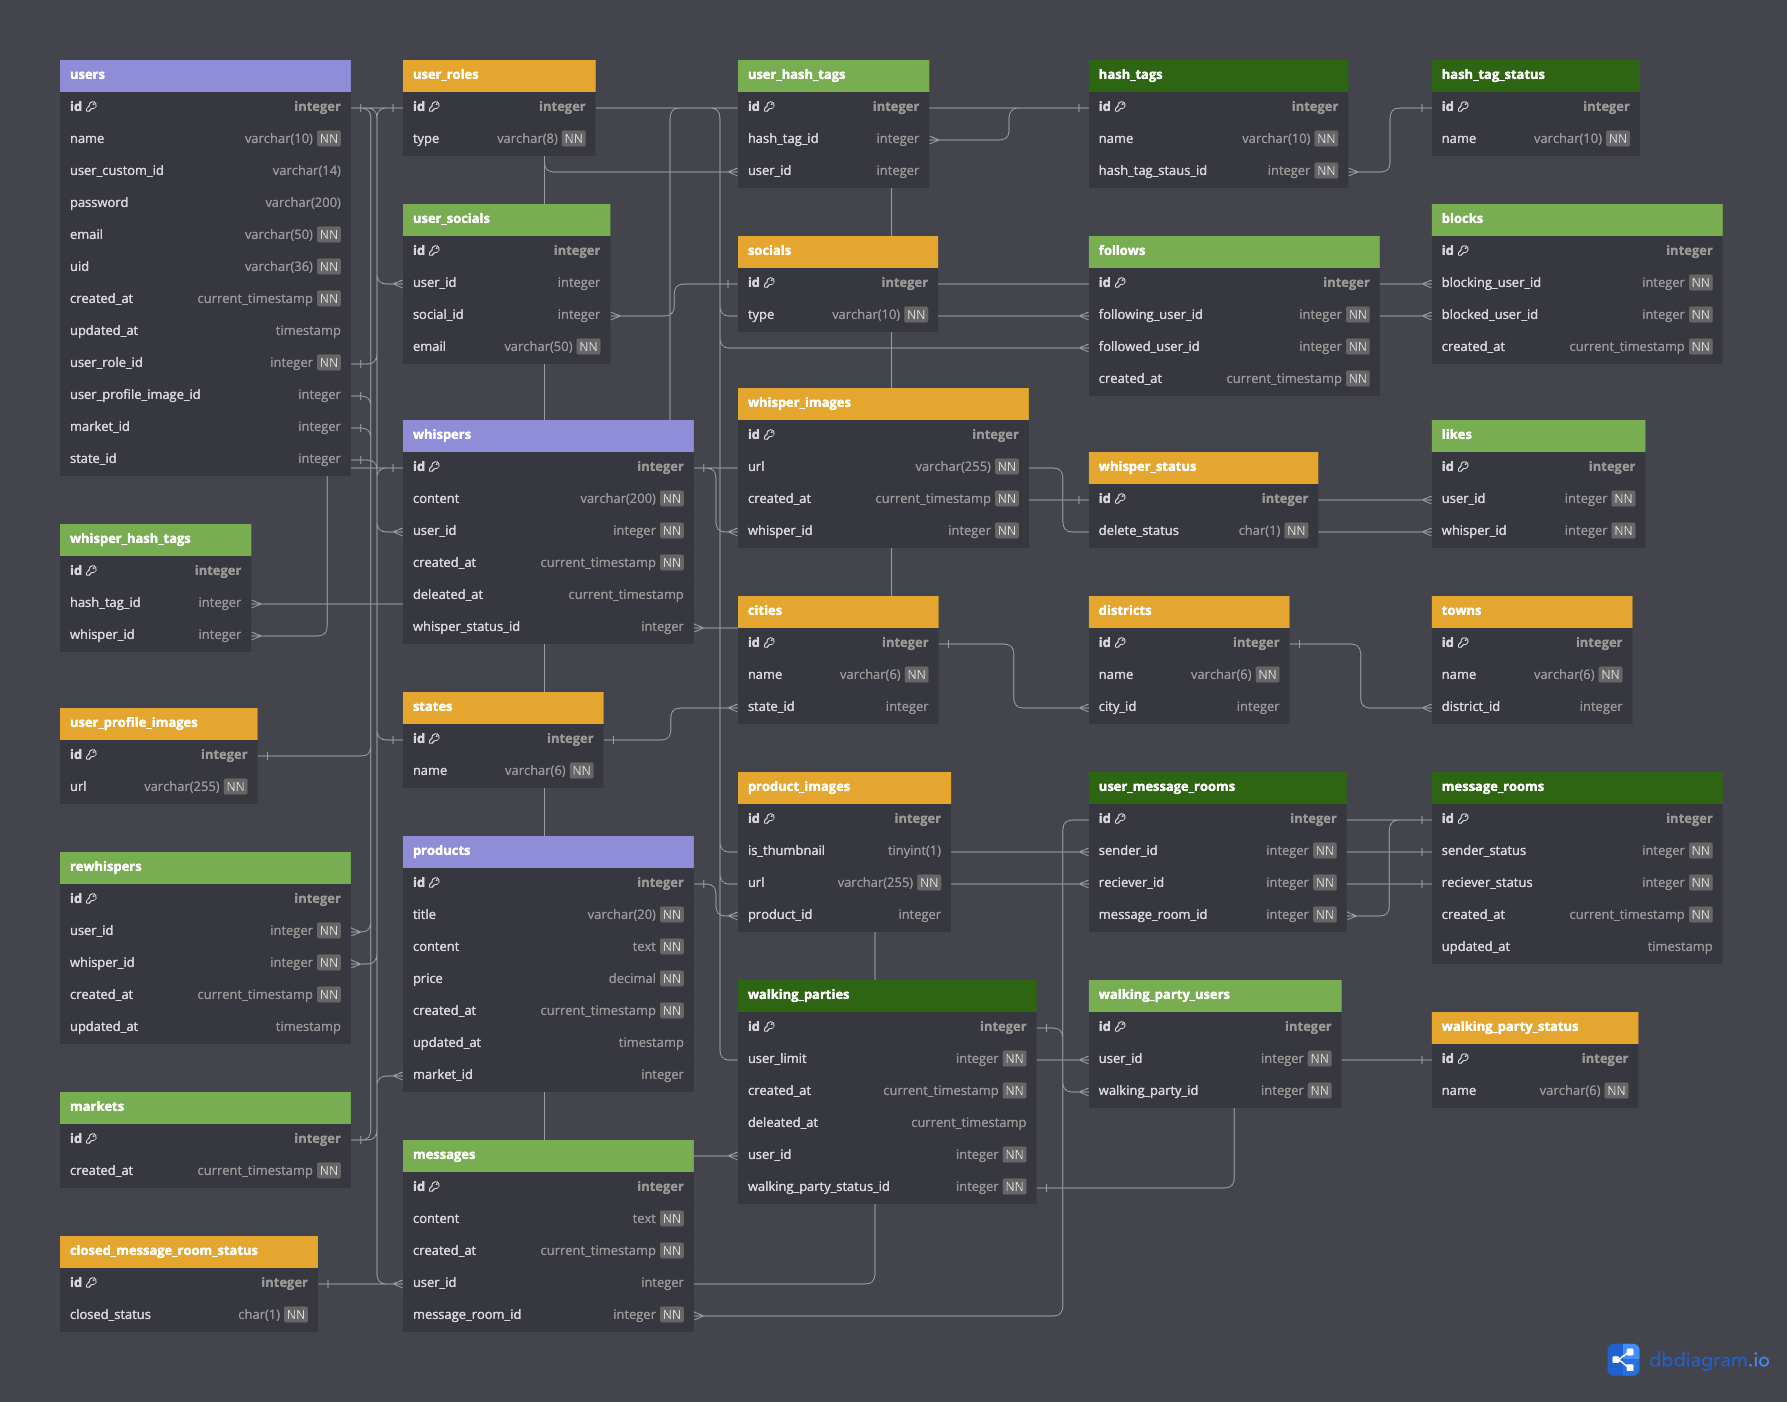 users
id integer
name varchar(10) NN
user_custom_id varchar(14)
password varchar(200)
email varchar(50) NN
uid varchar(36) NN
created_at current_timestamp NN
updated_at timestamp
user_role_id integer NN
user_profile_image_id integer
market_id integer
state_id integer
whisper_hash_tags
id integer
hash_tag_id integer
whisper_id integer
user_profile_images
id integer
url varchar(255) NN
rewhispers
id integer
user_id integer NN
whisper_id integer NN
created_at current_timestamp NN
updated_at timestamp
markets
id integer
created_at current_timestamp NN
closed_message_room_status
id integer
closed_status char(1) NN
user_roles
id integer
type varchar(8) NN
user_socials
id integer
user_id integer
social_id integer
email varchar(50) NN
whispers
id integer
content varchar(200) NN
user_id integer NN
created_at current_timestamp NN
deleated_at current_timestamp
whisper_status_id integer
states
id integer
name varchar(6) NN
products
id integer
title varchar(20) NN
content text NN
price decimal NN
created_at current_timestamp NN
updated_at timestamp
market_id integer
messages
id integer
content text NN
created_at current_timestamp NN
user_id integer
message_room_id integer NN
user_hash_tags
id integer
hash_tag_id integer
user_id integer
socials
id integer
type varchar(10) NN
whisper_images
id integer
url varchar(255) NN
created_at current_timestamp NN
whisper_id integer NN
cities
id integer
name varchar(6) NN
state_id integer
product_images
id integer
is_thumbnail tinyint(1)
url varchar(255) NN
product_id integer
walking_parties
id integer
user_limit integer NN
created_at current_timestamp NN
deleated_at current_timestamp
user_id integer NN
walking_party_status_id integer NN
hash_tags
id integer
name varchar(10) NN
hash_tag_staus_id integer NN
follows
id integer
following_user_id integer NN
followed_user_id integer NN
created_at current_timestamp NN
whisper_status
id integer
delete_status char(1) NN
districts
id integer
name varchar(6) NN
city_id integer
user_message_rooms
id integer
sender_id integer NN
reciever_id integer NN
message_room_id integer NN
walking_party_users
id integer
user_id integer NN
walking_party_id integer NN
hash_tag_status
id integer
name varchar(10) NN
blocks
id integer
blocking_user_id integer NN
blocked_user_id integer NN
created_at current_timestamp NN
likes
id integer
user_id integer NN
whisper_id integer NN
towns
id integer
name varchar(6) NN
district_id integer
message_rooms
id integer
sender_status integer NN
reciever_status integer NN
created_at current_timestamp NN
updated_at timestamp
walking_party_status
id integer
name varchar(6) NN
dbdiagram.io